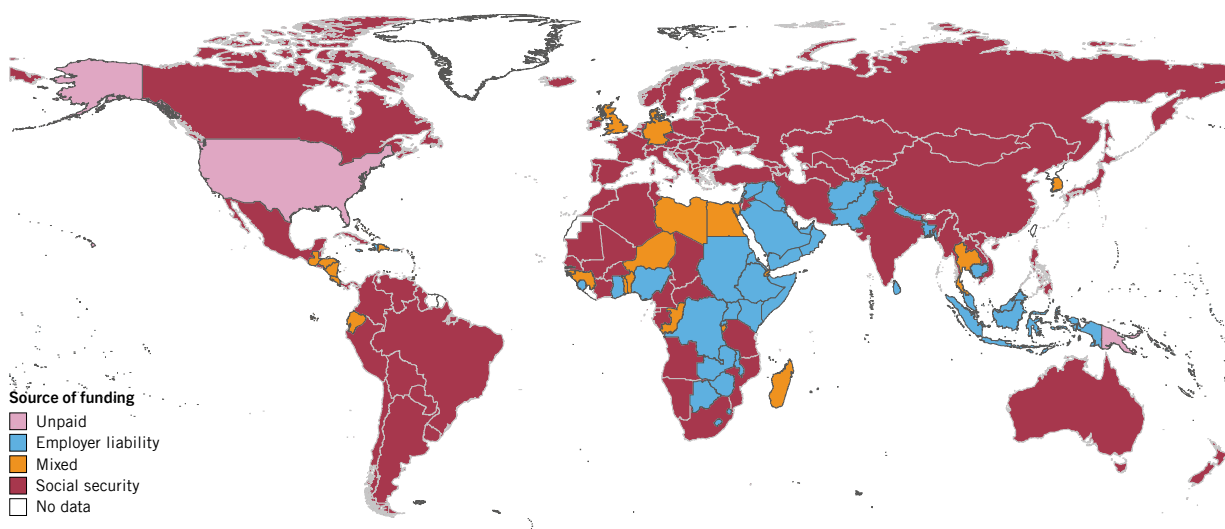 Source of funding
Unpaid
Employer liability
Mixed
Social security
No data